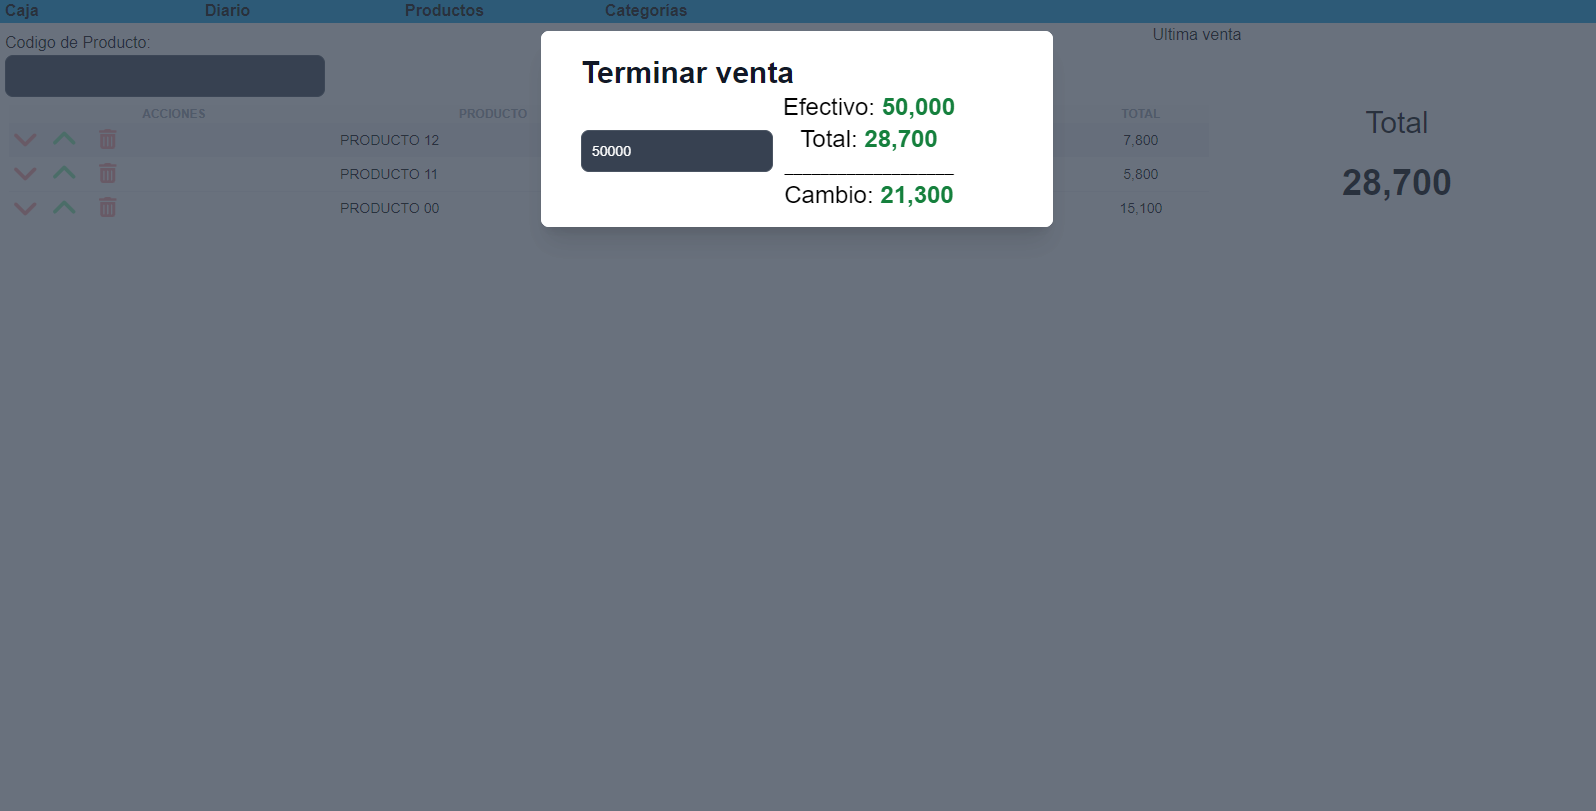 Caja Diario Productos Categorias
Codigo de Producto:
Ultima venta
Terminar venta
Efectivo: 50,000
Total: 28,700
50000
Cambio: 21,300
ACCIONES PRODUCTO TOTAL
PRODUCTO 12 7,800
PRODUCTO 11 5,800
PRODUCTO 00 15,100
Total
28,700